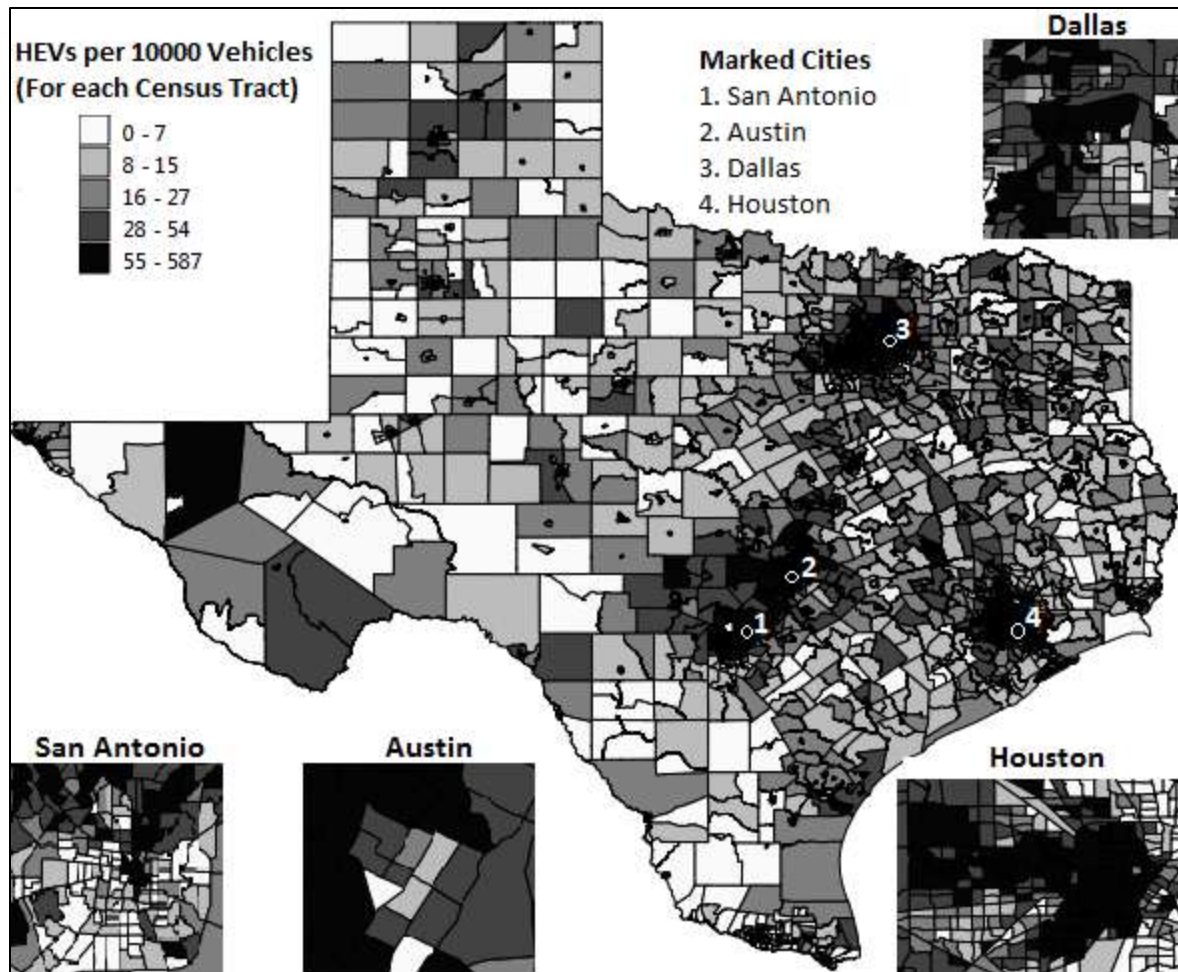 HEVs per 10000 Vehicles
(For each Census Tract)
0 - 7
8 - 15
16 - 27
28 - 54
55 - 587
Marked Cities
1. San Antonio
2. Austin
3. Dallas
4. Houston
Dallas
3
2
1
4
San Antonio
Austin
Houston